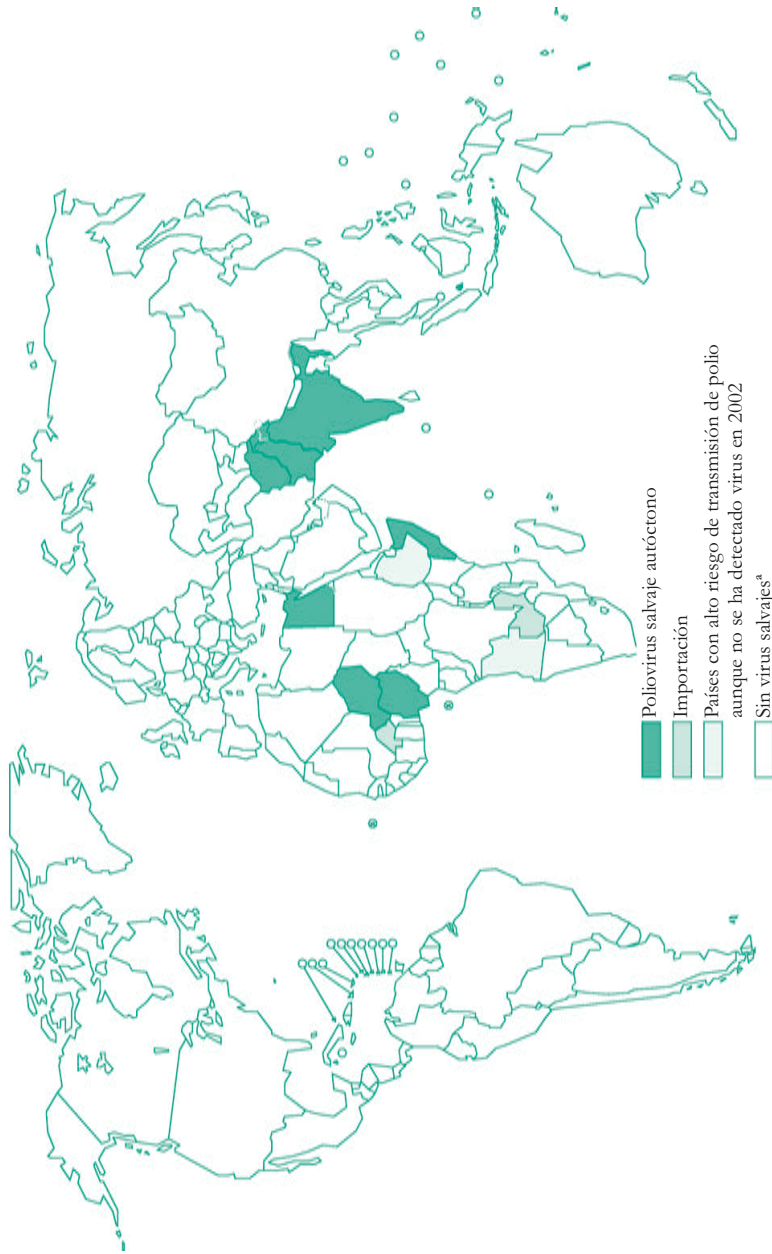 Poliovirus salvaje autóctono
Importación
Países con alto riesgo de transmisión de polio
aunque no se ha detectado virus en 2002
Sin virus salvajesª